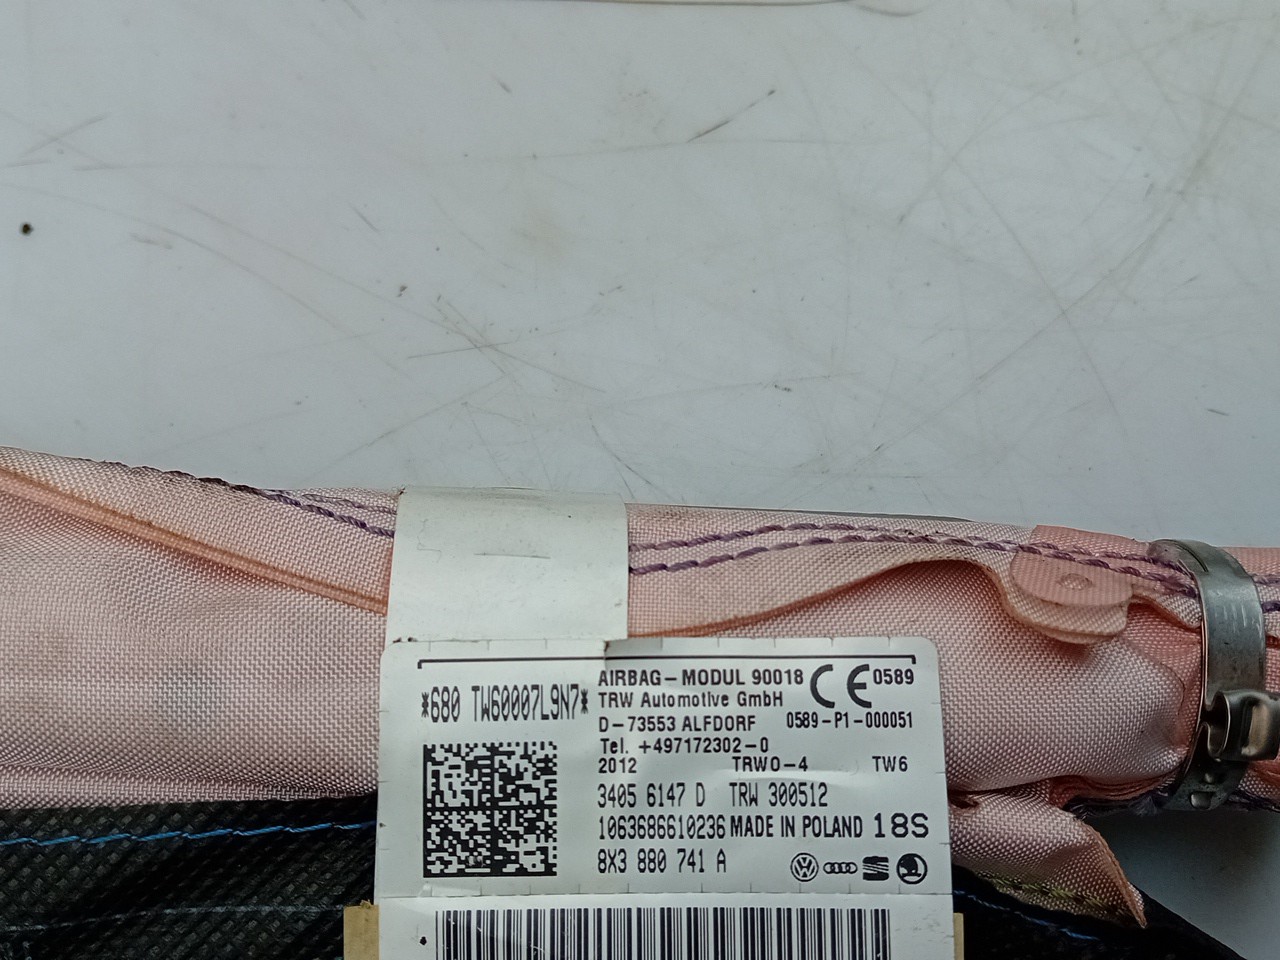 *680 TW60007L9N7*
AIRBAG-MODUL 90018 CE 0589
TRW Automotive GmbH
D-73553 ALFDORF 0589-P1-000051
Tel. +497172302-0
2012 TRWO-4 TW6
3405 6147 D TRW 300512
1063686610236 MADE IN POLAND 18S
8X3 880 741 A